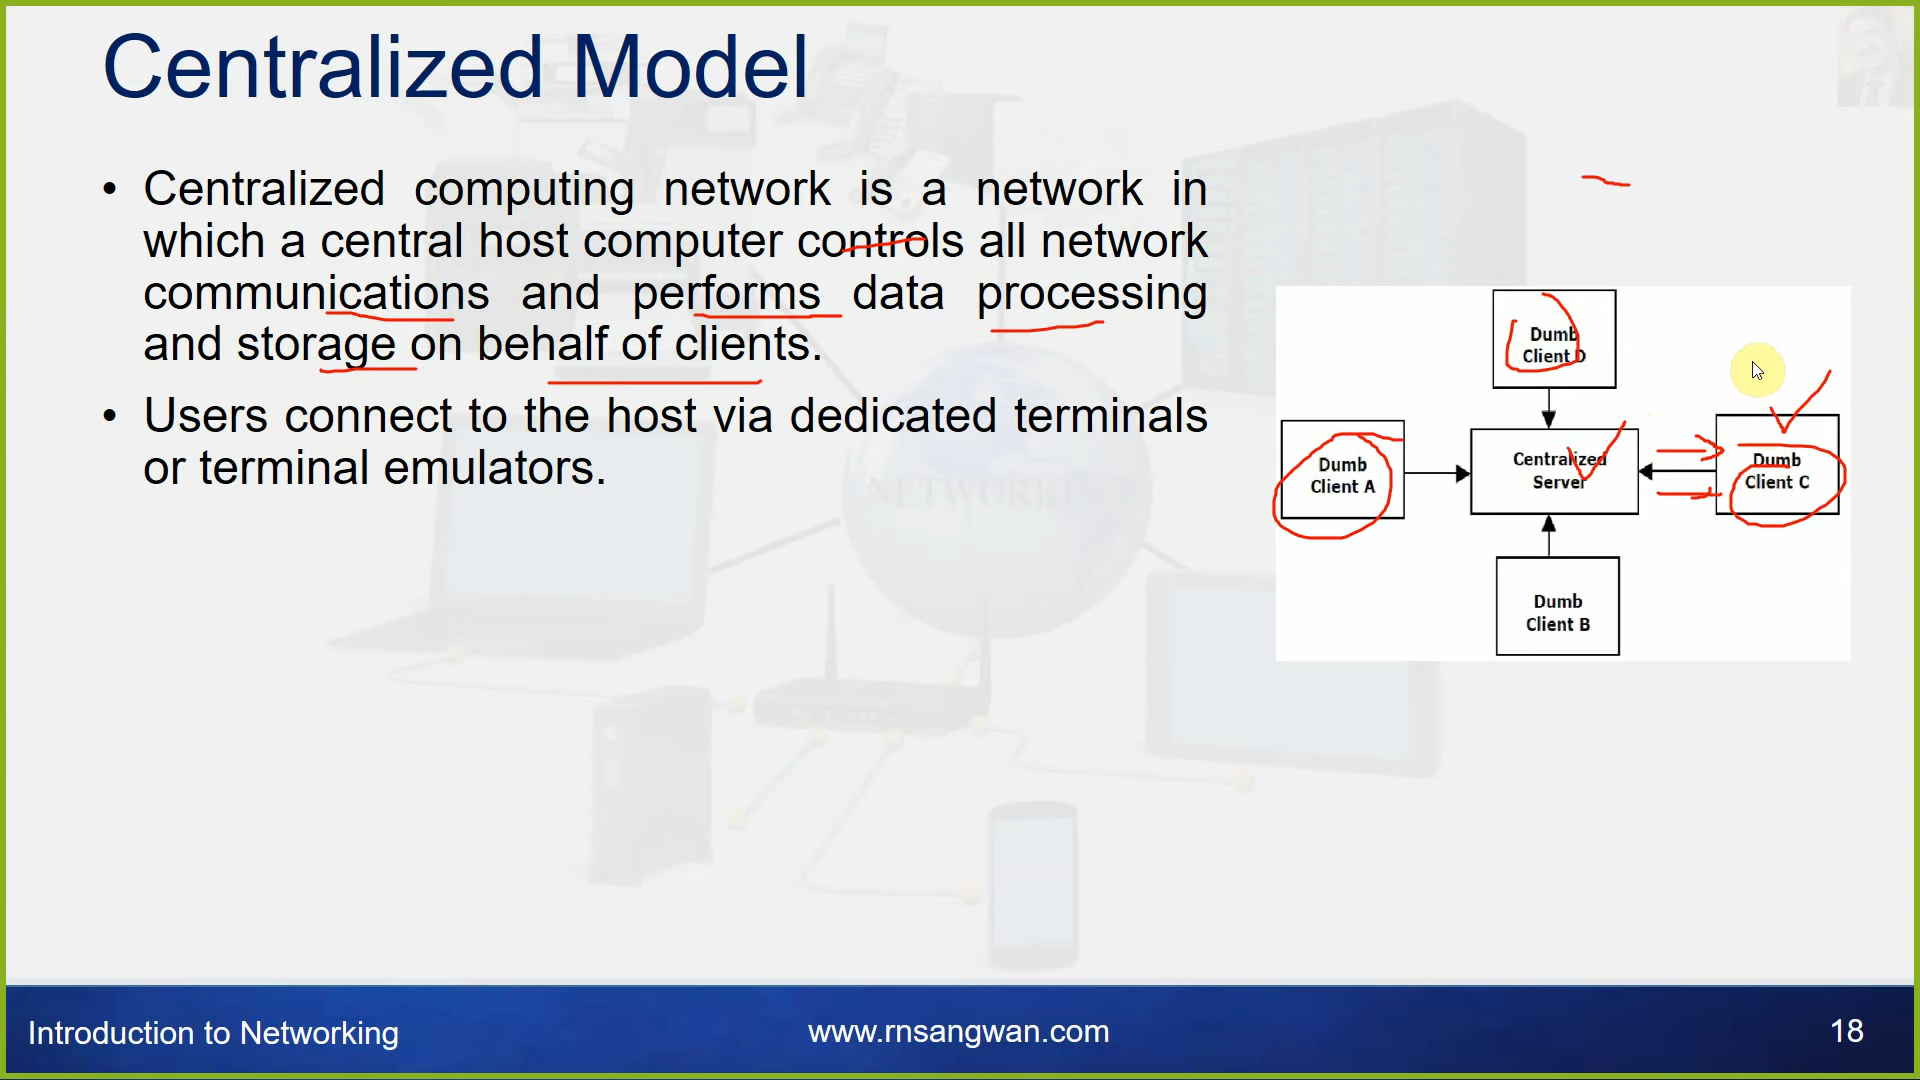 Centralized Model
• Centralized computing network is a network in
which a central host computer controls all network
communications and performs data processing
and storage on behalf of clients.
• Users connect to the host via dedicated terminals
or terminal emulators.
Dumb
Client D
Dumb
Client A
Centralized
Server
Dumb
Client C
Dumb
Client B
NETWORK
Introduction to Networking
www.rnsangwan.com
18